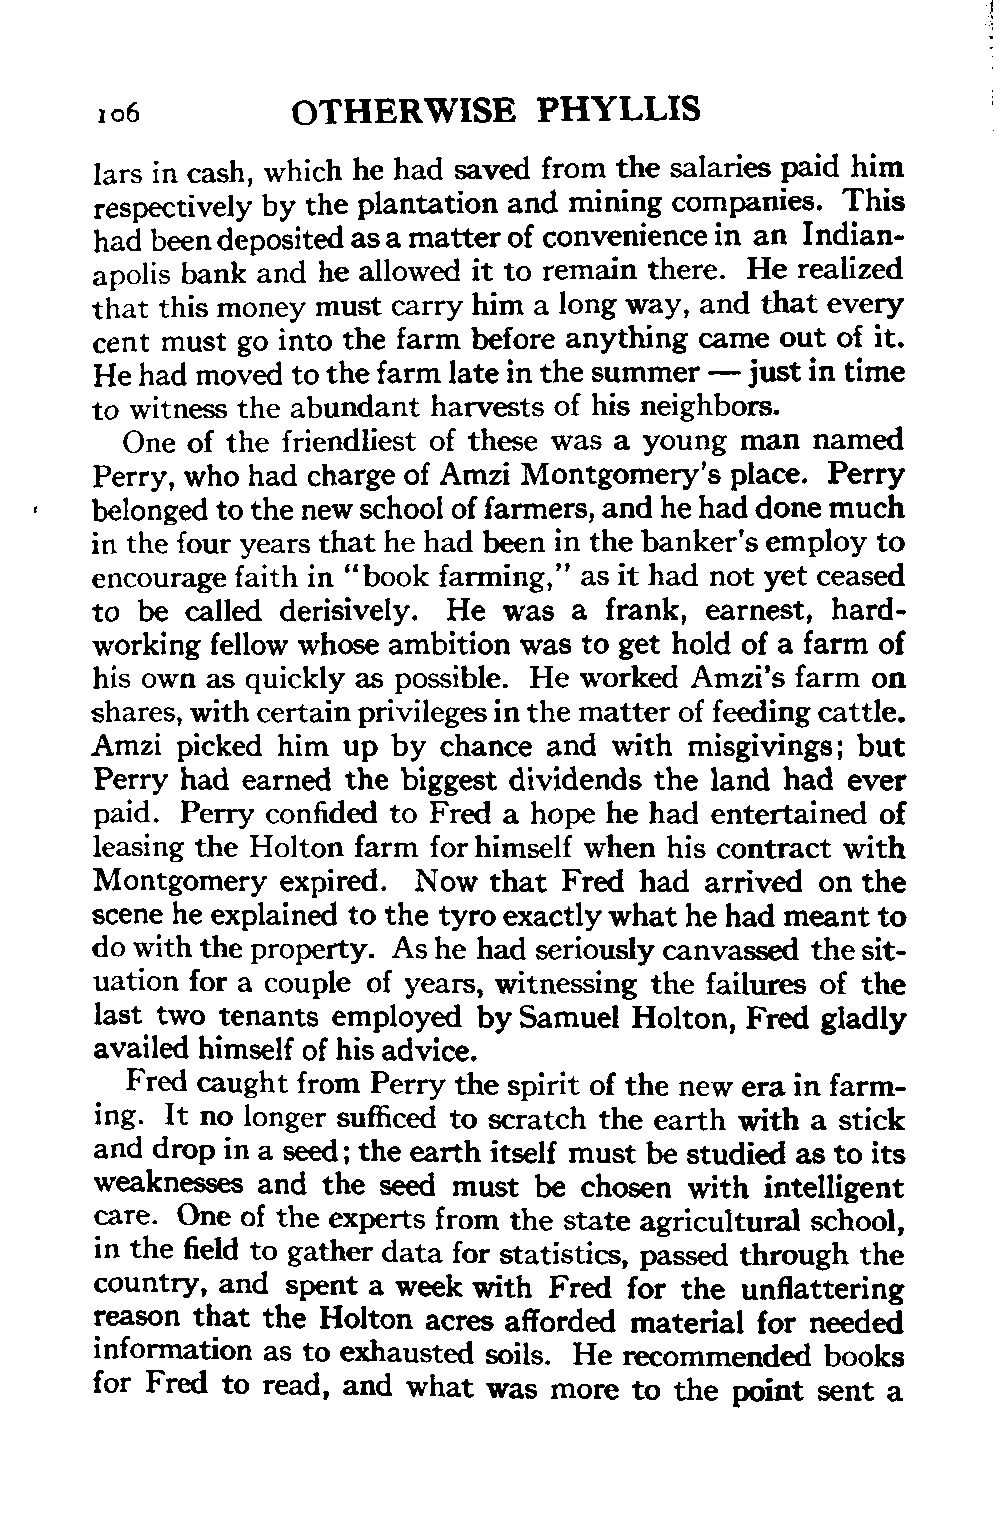 106 OTHERWISE PHYLLIS
lars in cash, which he had saved from the salaries paid him
respectively by the plantation and mining companies. This
had been deposited as a matter of convenience in an Indian-
apolis bank and he allowed it to remain there. He realized
that this money must carry him a long way, and that every
cent must go into the farm before anything came out of it.
He had moved to the farm late in the summer — just in time
to witness the abundant harvests of his neighbors.
One of the friendliest of these was a young man named
Perry, who had charge of Amzi Montgomery's place. Perry
belonged to the new school of farmers, and he had done much
in the four years that he had been in the banker's employ to
encourage faith in "book farming," as it had not yet ceased
to be called derisively. He was a frank, earnest, hard-
working fellow whose ambition was to get hold of a farm of
his own as quickly as possible. He worked Amzi's farm on
shares, with certain privileges in the matter of feeding cattle.
Amzi picked him up by chance and with misgivings; but
Perry had earned the biggest dividends the land had ever
paid. Perry confided to Fred a hope he had entertained of
leasing the Holton farm for himself when his contract with
Montgomery expired. Now that Fred had arrived on the
scene he explained to the tyro exactly what he had meant to
do with the property. As he had seriously canvassed the sit-
uation for a couple of years, witnessing the failures of the
last two tenants employed by Samuel Holton, Fred gladly
availed himself of his advice.
Fred caught from Perry the spirit of the new era in farm-
ing. It no longer sufficed to scratch the earth with a stick
and drop in a seed; the earth itself must be studied as to its
weaknesses and the seed must be chosen with intelligent
care. One of the experts from the state agricultural school,
in the field to gather data for statistics, passed through the
country, and spent a week with Fred for the unflattering
reason that the Holton acres afforded material for needed
information as to exhausted soils. He recommended books
for Fred to read, and what was more to the point sent a